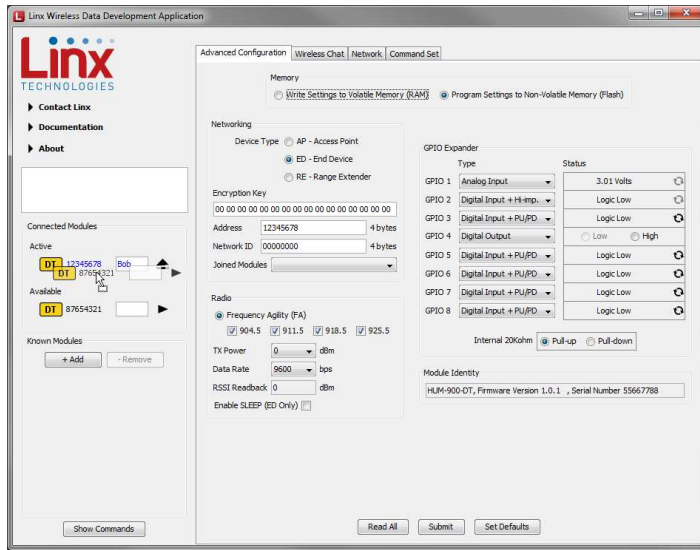 Linx Wireless Data Development Application
Linx
TECHNOLOGIES
Contact Linx
Documentation
About
Connected Modules
Active
DT 12345678 Bob
DT 87654321
Available
DT 87654321
Known Modules
+ Add - Remove
Show Commands
Advanced Configuration Wireless Chat Network Command Set
Memory
Write Settings to Volatile Memory (RAM) Program Settings to Non-Volatile Memory (Flash)
Networking
Device Type AP - Access Point
ED - End Device
RE - Range Extender
Encryption Key
00 00 00 00 00 00 00 00 00 00 00 00 00 00 00 00
Address 12345678 4 bytes
Network ID 00000000 4 bytes
Joined Modules
Radio
Frequency Agility (FA)
904.5 911.5 918.5 925.5
TX Power 0 dBm
Data Rate 9600 bps
RSSI Readback 0 dBm
Enable SLEEP (ED Only)
GPIO Expander
Type Status
GPIO 1 Analog Input 3.01 Volts
GPIO 2 Digital Input + Hi-imp. Logic Low
GPIO 3 Digital Input + PU/PD Logic Low
GPIO 4 Digital Output Low High
GPIO 5 Digital Input + PU/PD Logic Low
GPIO 6 Digital Input + PU/PD Logic Low
GPIO 7 Digital Input + PU/PD Logic Low
GPIO 8 Digital Input + PU/PD Logic Low
Internal 20Kohm Pull-up Pull-down
Module Identity
HUM-900-DT, Firmware Version 1.0.1 , Serial Number 55667788
Read All Submit Set Defaults